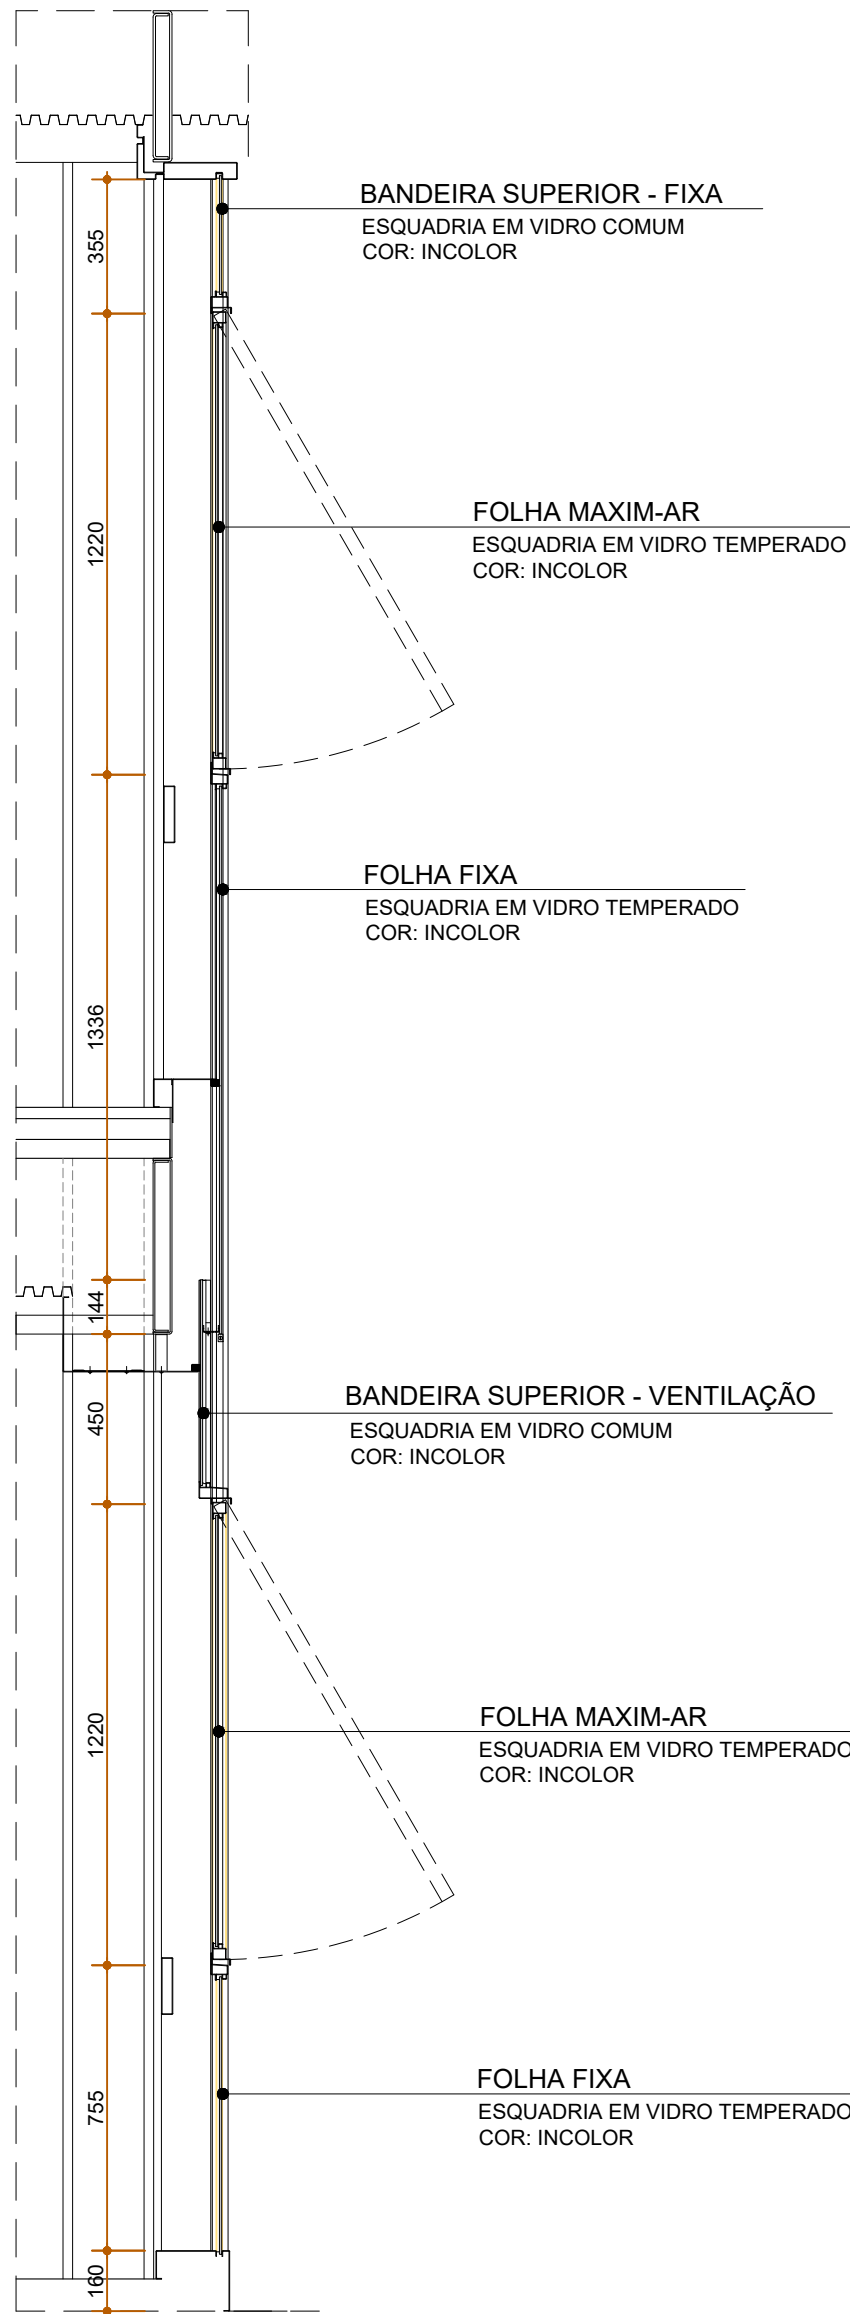 355
BANDEIRA SUPERIOR - FIXA
ESQUADRIA EM VIDRO COMUM
COR: INCOLOR
1220
FOLHA MAXIM-AR
ESQUADRIA EM VIDRO TEMPERADO
COR: INCOLOR
FOLHA FIXA
ESQUADRIA EM VIDRO TEMPERADO
COR: INCOLOR
1336
144
450
BANDEIRA SUPERIOR - VENTILAÇÃO
ESQUADRIA EM VIDRO COMUM
COR: INCOLOR
1220
FOLHA MAXIM-AR
ESQUADRIA EM VIDRO TEMPERADO
COR: INCOLOR
755
FOLHA FIXA
ESQUADRIA EM VIDRO TEMPERADO
COR: INCOLOR
160